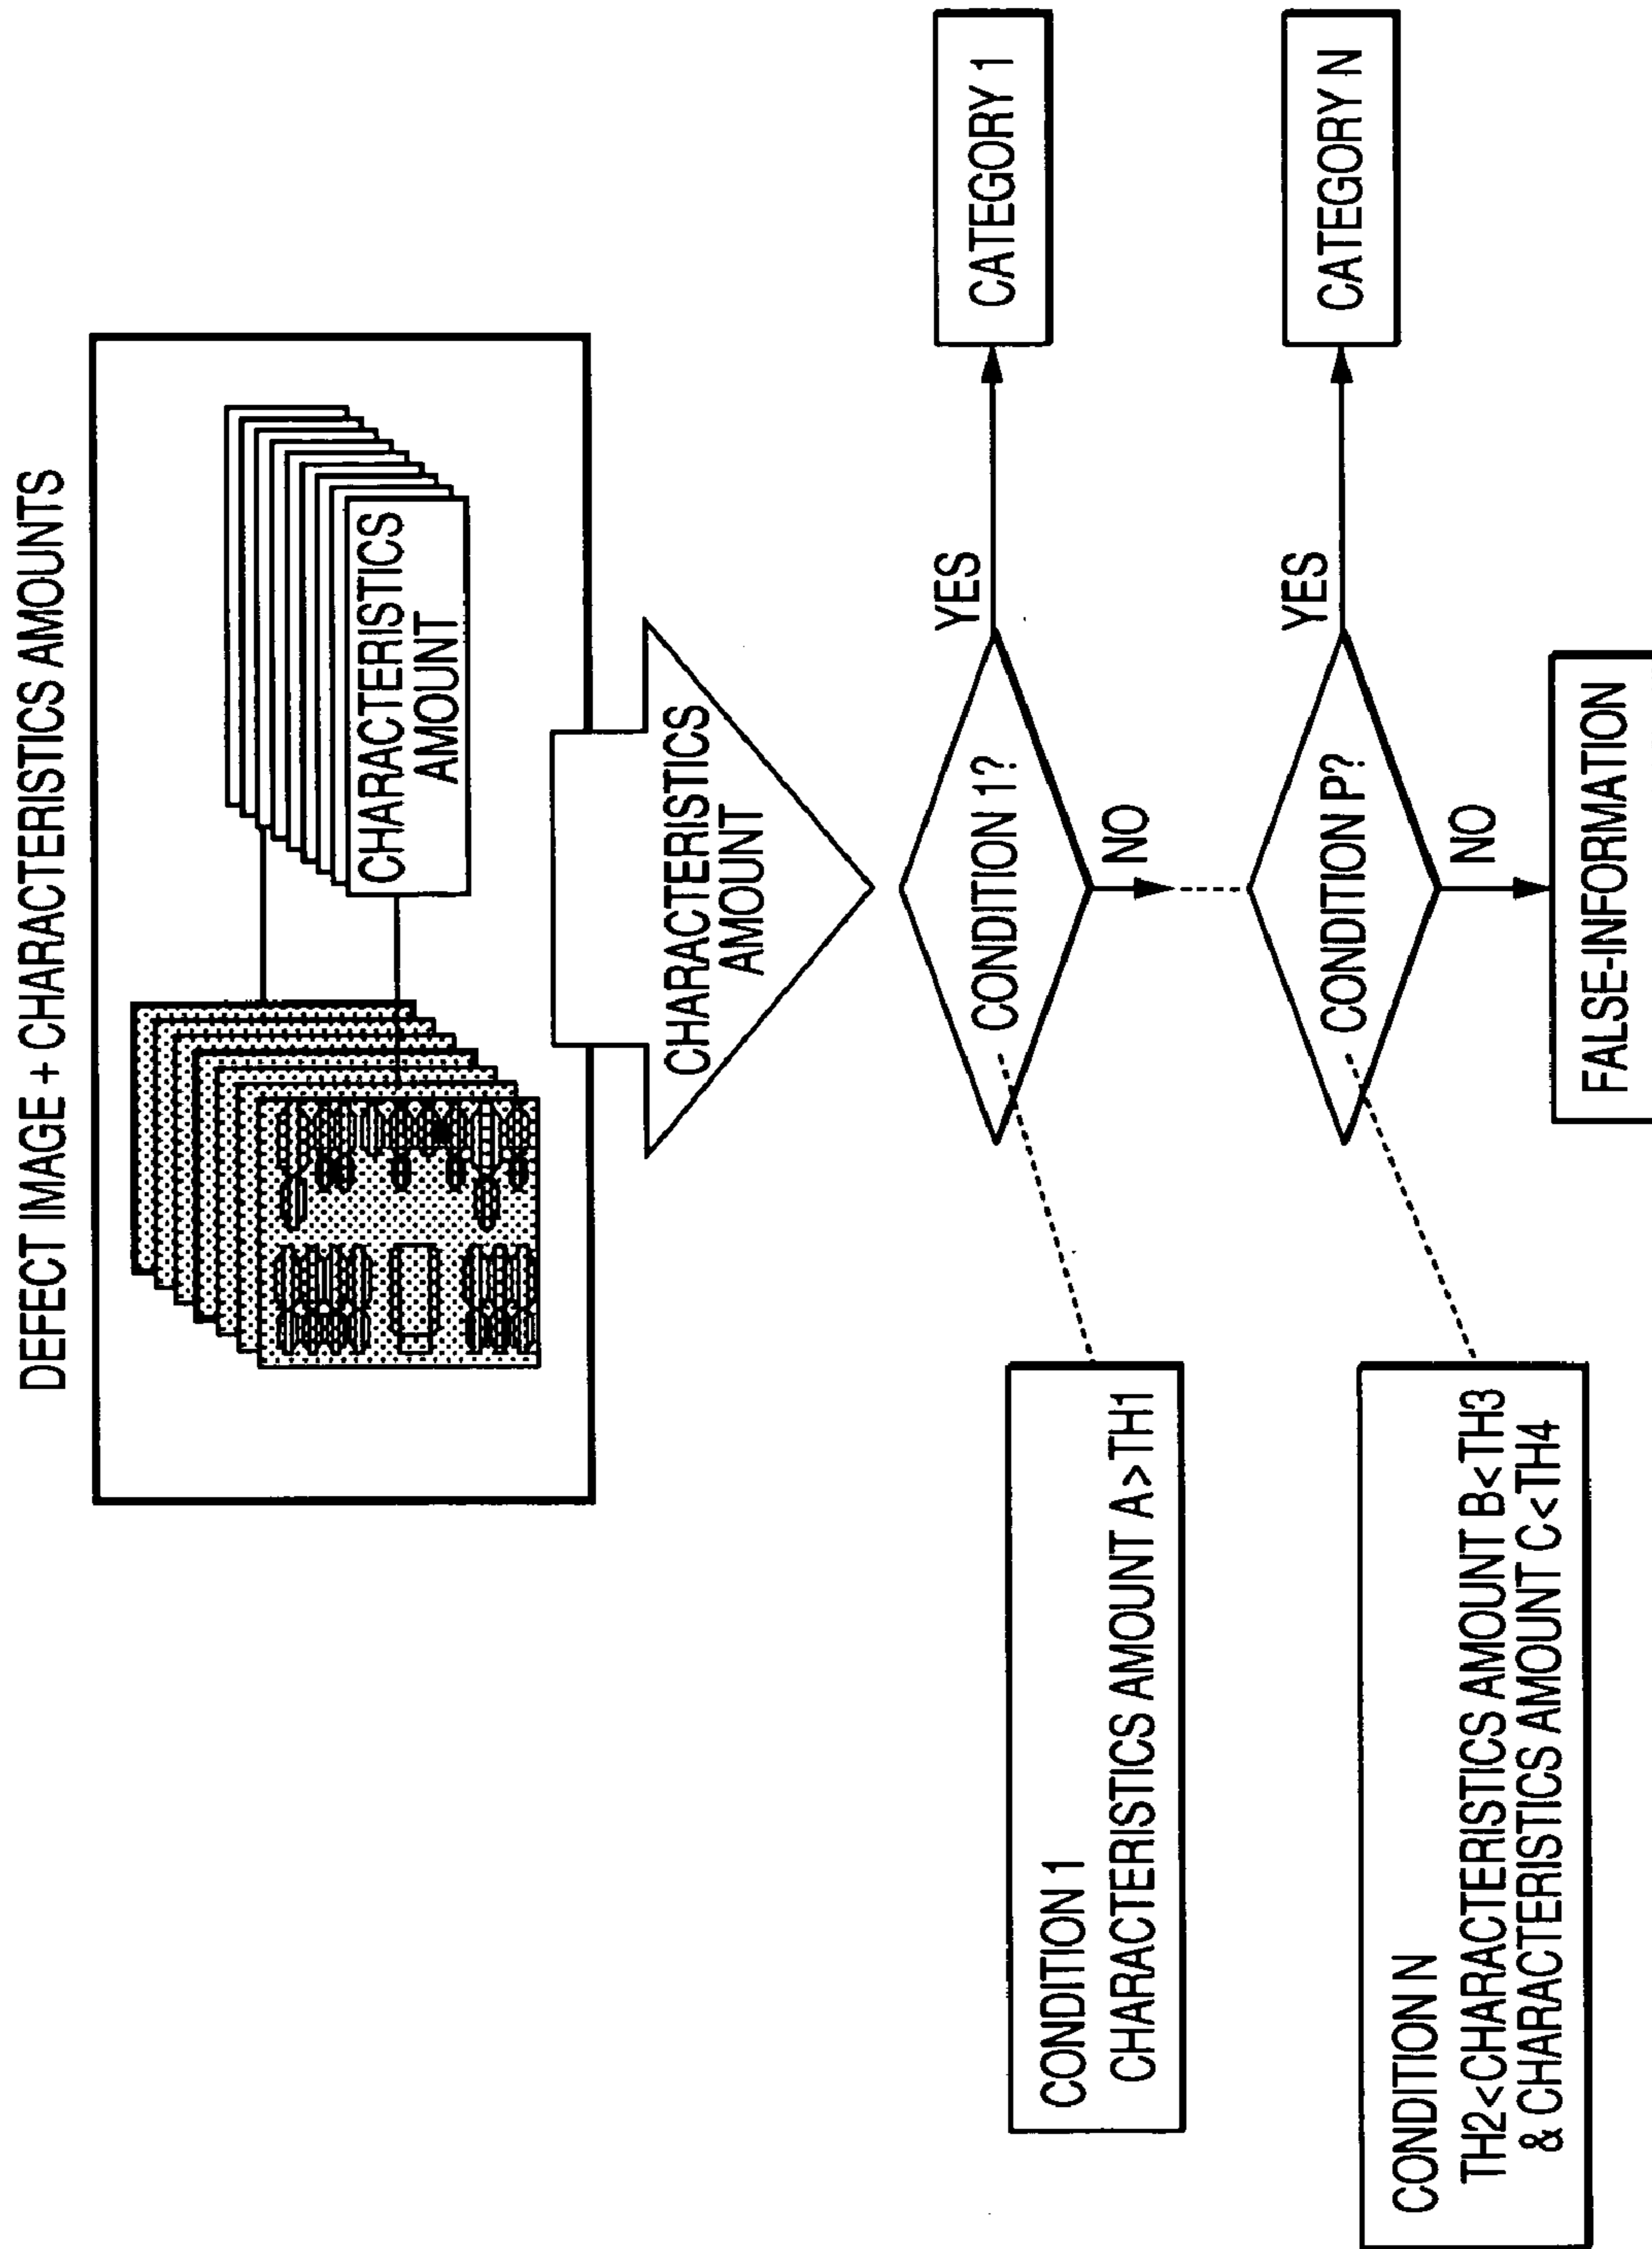 DEFECT IMAGE + CHARACTERISTICS AMOUNTS
CHARACTERISTICS
AMOUNT
CHARACTERISTICS
AMOUNT
CONDITION 1
CHARACTERISTICS AMOUNT A>TH1
CONDITION 1?
YES
CATEGORY 1
NO
CONDITION N
TH2<CHARACTERISTICS AMOUNT B<TH3
& CHARACTERISTICS AMOUNT C<TH4
CONDITION P?
YES
CATEGORY N
NO
FALSE-INFORMATION